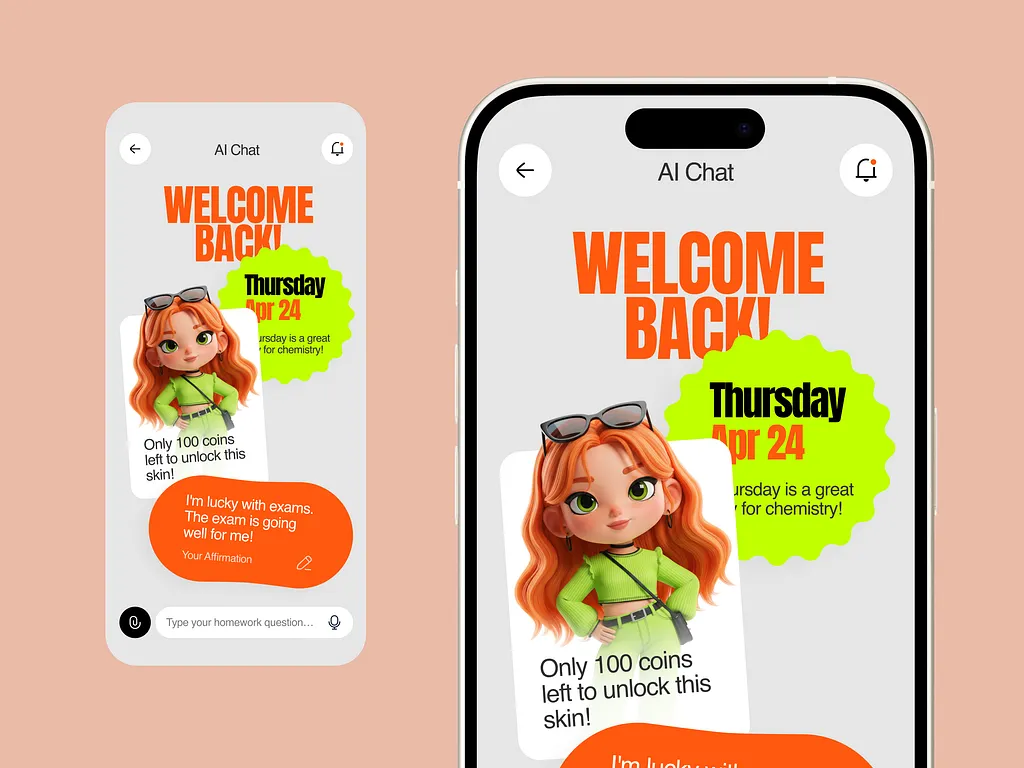 AI Chat
WELCOME
BACK!
Thursday
Apr 24
ursday is a great
y for chemistry!
Only 100 coins
left to unlock this
skin!
I'm lucky with exams.
The exam is going
well for me!
Your Affirmation
Type your homework question...
AI Chat
WELCOME
BACK!
Thursday
Apr 24
ursday is a great
y for chemistry!
Only 100 coins
left to unlock this
skin!
I'm lucky with